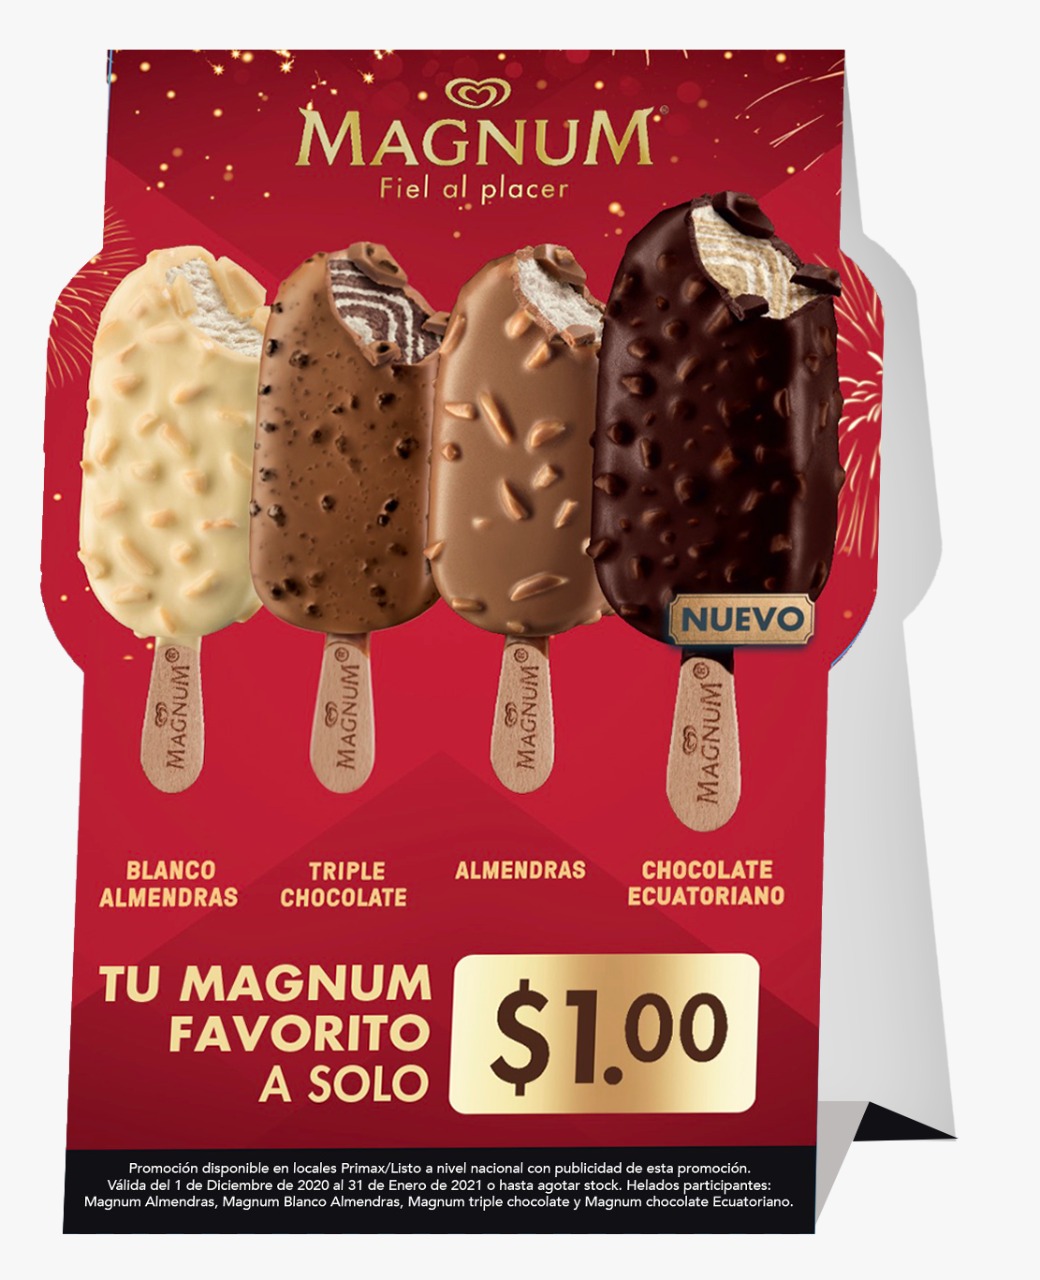 MAGNUM®
Fiel al placer
NUEVO
MAGNUM®
MAGNUM®
MAGNUM®
MAGNUM®
BLANCO
ALMENDRAS
TRIPLE
CHOCOLATE
ALMENDRAS
CHOCOLATE
ECUATORIANO
TU MAGNUM
FAVORITO
A SOLO
$1.00
Promoción disponible en locales Primax/Listo a nivel nacional con publicidad de esta promoción.
Válida del 1 de Diciembre de 2020 al 31 de Enero de 2021 o hasta agotar stock. Helados participantes:
Magnum Almendras, Magnum Blanco Almendras, Magnum triple chocolate y Magnum chocolate Ecuatoriano.